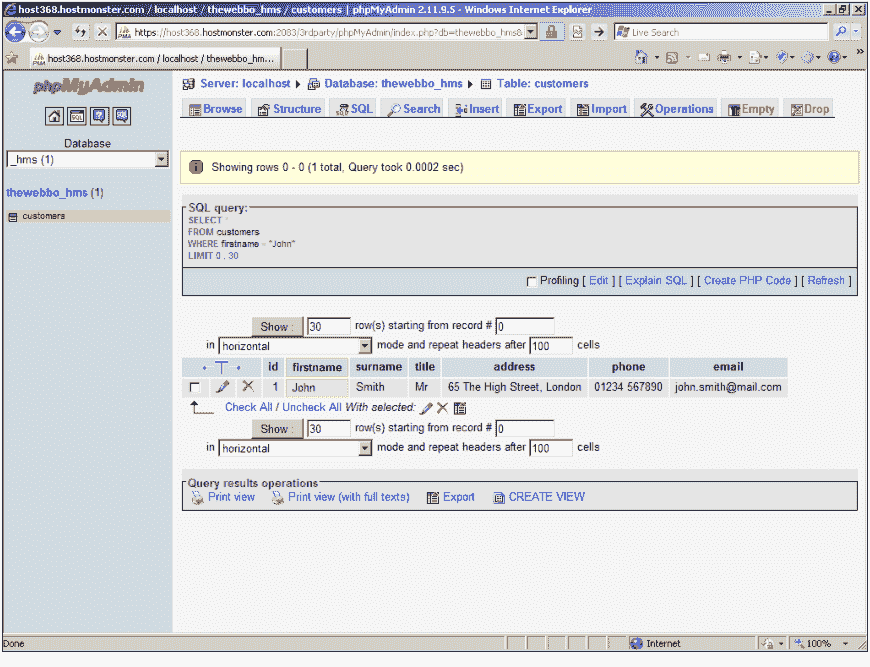 host368.hostmonster.com / localhost / thewebbo_hms / customers | phpMyAdmin 2.11.9.5 - Windows Internet Explorer
https://host368.hostmonster.com:2083/3rdparty/phpMyAdmin/index.php?db=thewebbo_hms&
Live Search
host368.hostmonster.com / localhost / thewebbo_hm...
phpMyAdmin
Server: localhost Database: thewebbo_hms Table: customers
Browse Structure SQL Search Insert Export Import Operations Empty Drop
Database
_hms (1)
thewebbo_hms (1)
customers
Showing rows 0 - 0 (1 total, Query took 0.0002 sec)
SQL query:
SELECT
FROM customers
WHERE firstname = "John"
LIMIT 0 , 30
Profiling [ Edit ] [ Explain SQL ] [ Create PHP Code ] [ Refresh ]
Show : 30 row(s) starting from record # 0
in horizontal mode and repeat headers after 100 cells
id firstname surname title address phone email
1 John Smith Mr 65 The High Street, London 01234 567890 john.smith@mail.com
Check All / Uncheck All With selected:
Show : 30 row(s) starting from record # 0
in horizontal mode and repeat headers after 100 cells
Query results operations
Print view Print view (with full texts) Export CREATE VIEW
Done Internet 100%